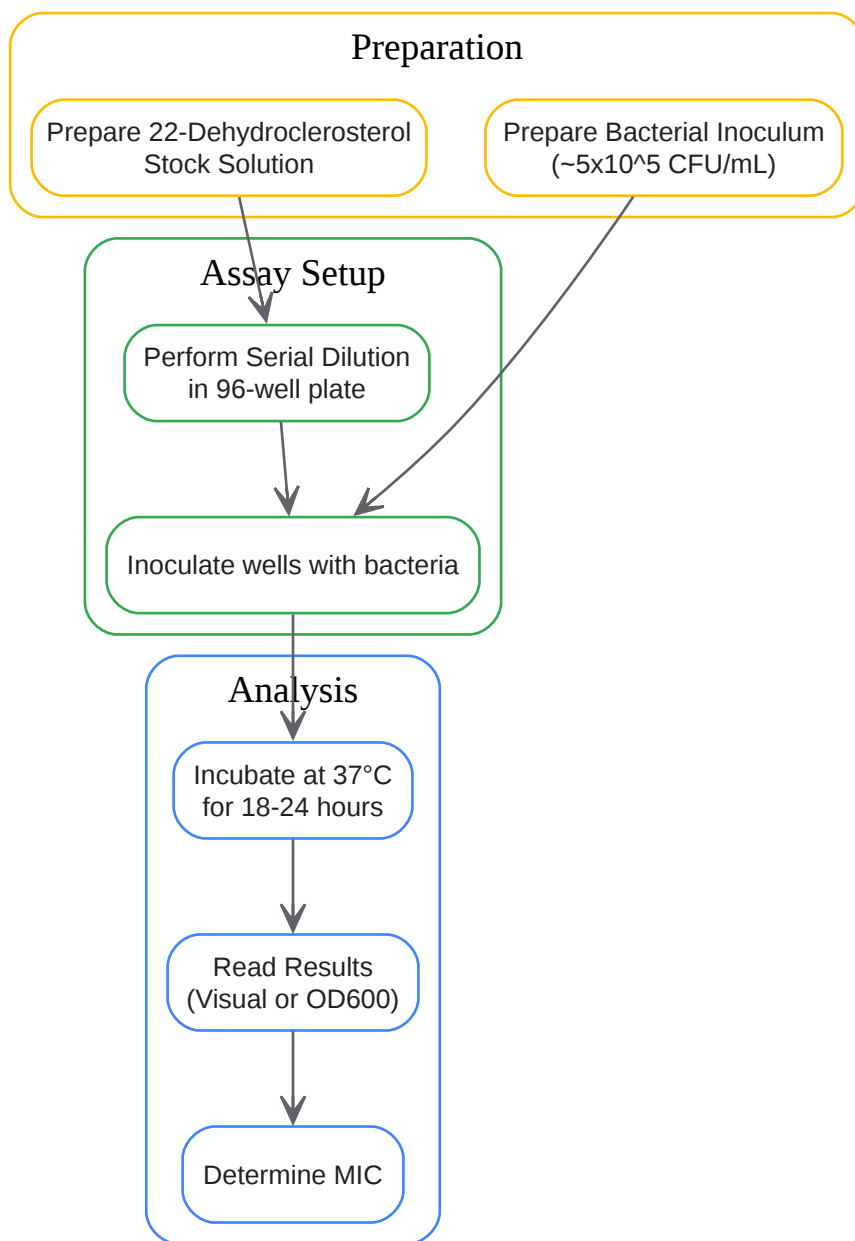 Preparation
Prepare 22-Dehydroclerosterol
Stock Solution
Prepare Bacterial Inoculum
(~5x10^5 CFU/mL)
Assay Setup
Perform Serial Dilution
in 96-well plate
Inoculate wells with bacteria
Analysis
Incubate at 37°C
for 18-24 hours
Read Results
(Visual or OD600)
Determine MIC